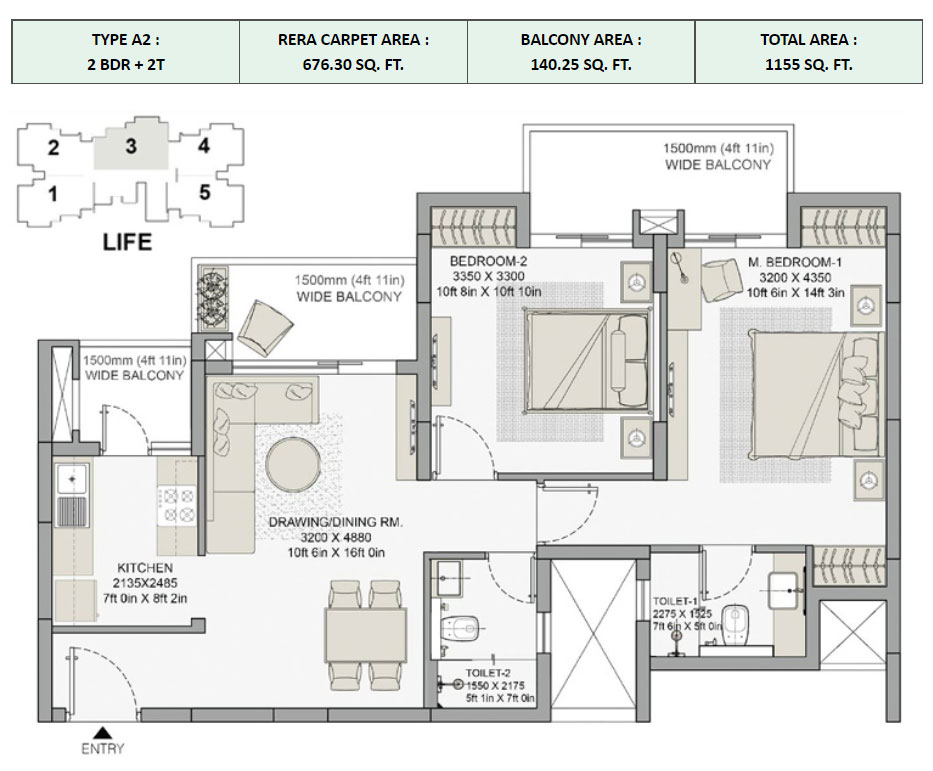 TYPE A2 :
2 BDR + 2T
RERA CARPET AREA :
676.30 SQ. FT.
BALCONY AREA :
140.25 SQ. FT.
TOTAL AREA :
1155 SQ. FT.
2
3
4
1
5
LIFE
1500mm (4ft 11in)
WIDE BALCONY
1500mm (4ft 11in)
WIDE BALCONY
1500mm (4ft 11in)
WIDE BALCONY
BEDROOM-2
3350 X 3300
10ft 8in X 10ft 10in
M. BEDROOM-1
3200 X 4350
10ft 6in X 14ft 3in
DRAWING/DINING RM.
3200 X 4880
10ft 6in X 16ft 0in
KITCHEN
2135X2485
7ft 0in X 8ft 2in
TOILET-1
2275 X 1525
7ft 6in X 5ft 0in
TOILET-2
1550 X 2175
5ft 1in X 7ft 0in
ENTRY